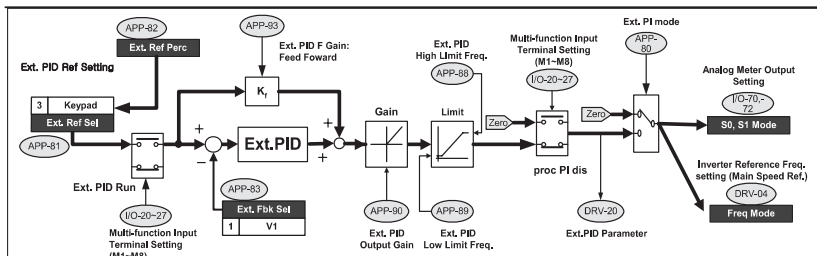 APP-82
Ext. Ref Perc
Ext. PID Ref Setting
3 Keypad
Ext. Ref Sel
APP-81
Ext. PID Run
I/O-20~27
Multi-function Input
Terminal Setting
(M1~M8)
APP-93
Ext. PID F Gain:
Feed Foward
Kf
+
−
Ext.PID
+
+
APP-83
Ext. Fbk Sel
1 V1
Gain
APP-90
Ext. PID
Output Gain
Ext. PID
High Limit Freq.
APP-88
Limit
APP-89
Ext. PID
Low Limit Freq.
Multi-function Input
Terminal Setting
(M1~M8)
I/O-20~27
Zero
proc PI dis
DRV-20
Ext.PID Parameter
Ext. PI mode
APP-
80
Zero
Analog Meter Output
Setting
I/O-70,-
72
S0, S1 Mode
Inverter Reference Freq.
setting (Main Speed Ref.)
DRV-04
Freq Mode